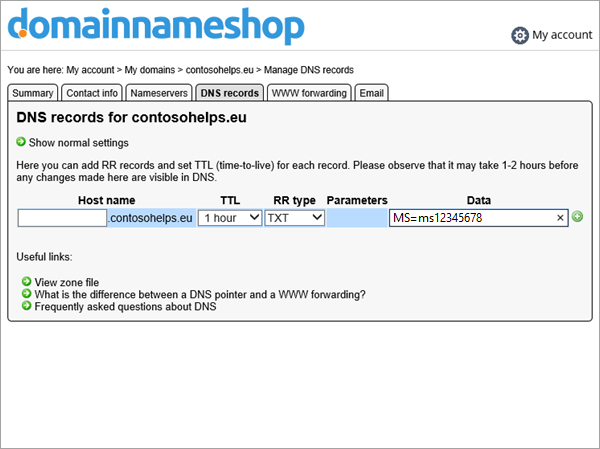 domainnameshop
My account
You are here: My account > My domains > contosohelps.eu > Manage DNS records
Summary Contact info Nameservers DNS records WWW forwarding Email
DNS records for contosohelps.eu
Show normal settings
Here you can add RR records and set TTL (time-to-live) for each record. Please observe that it may take 1-2 hours before
any changes made here are visible in DNS.
Host name TTL RR type Parameters Data
.contosohelps.eu 1 hour TXT MS=ms12345678 ×
Useful links:
View zone file
What is the difference between a DNS pointer and a WWW forwarding?
Frequently asked questions about DNS